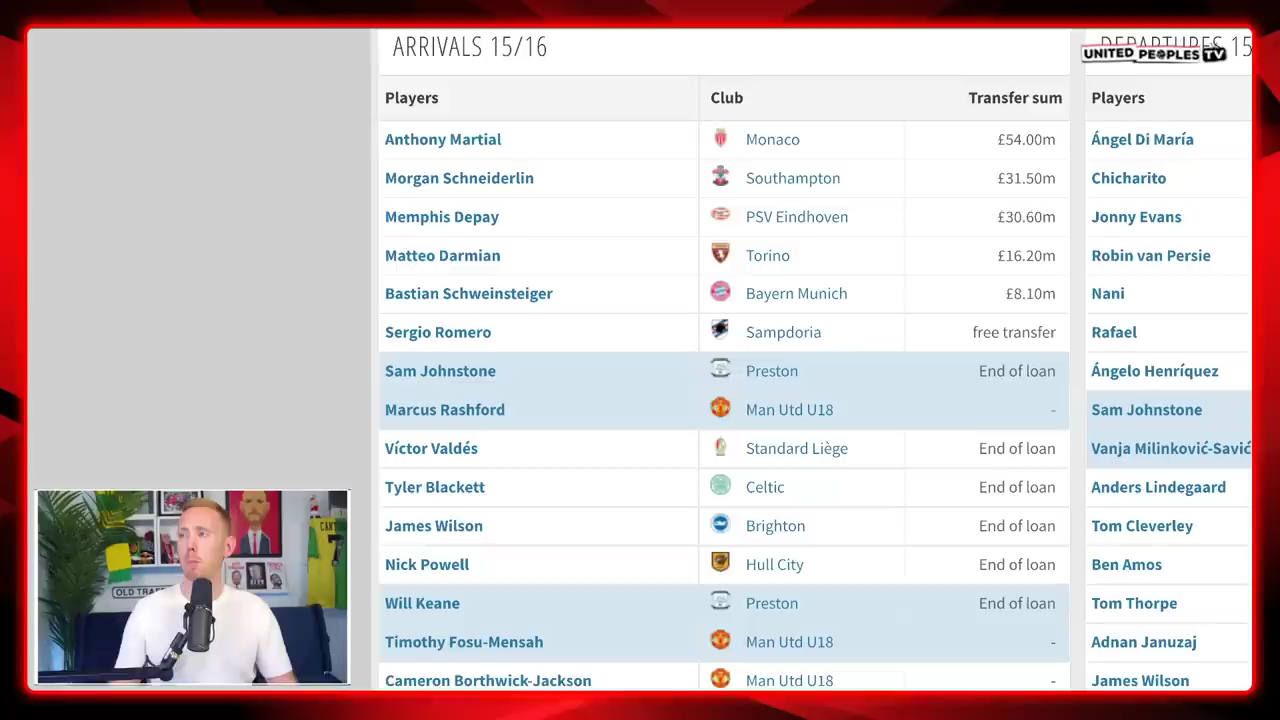 ARRIVALS 15/16
DEPARTURES 15
UNITED PEOPLES TV
Players Club Transfer sum Players
Anthony Martial Monaco £54.00m Ángel Di María
Morgan Schneiderlin Southampton £31.50m Chicharito
Memphis Depay PSV Eindhoven £30.60m Jonny Evans
Matteo Darmian Torino £16.20m Robin van Persie
Bastian Schweinsteiger Bayern Munich £8.10m Nani
Sergio Romero Sampdoria free transfer Rafael
Sam Johnstone Preston End of loan Ángelo Henríquez
Marcus Rashford Man Utd U18 - Sam Johnstone
Víctor Valdés Standard Liège End of loan Vanja Milinković-Savić
Tyler Blackett Celtic End of loan Anders Lindegaard
James Wilson Brighton End of loan Tom Cleverley
Nick Powell Hull City End of loan Ben Amos
Will Keane Preston End of loan Tom Thorpe
Timothy Fosu-Mensah Man Utd U18 - Adnan Januzaj
Cameron Borthwick-Jackson Man Utd U18 - James Wilson
OLD TRAF
CANT